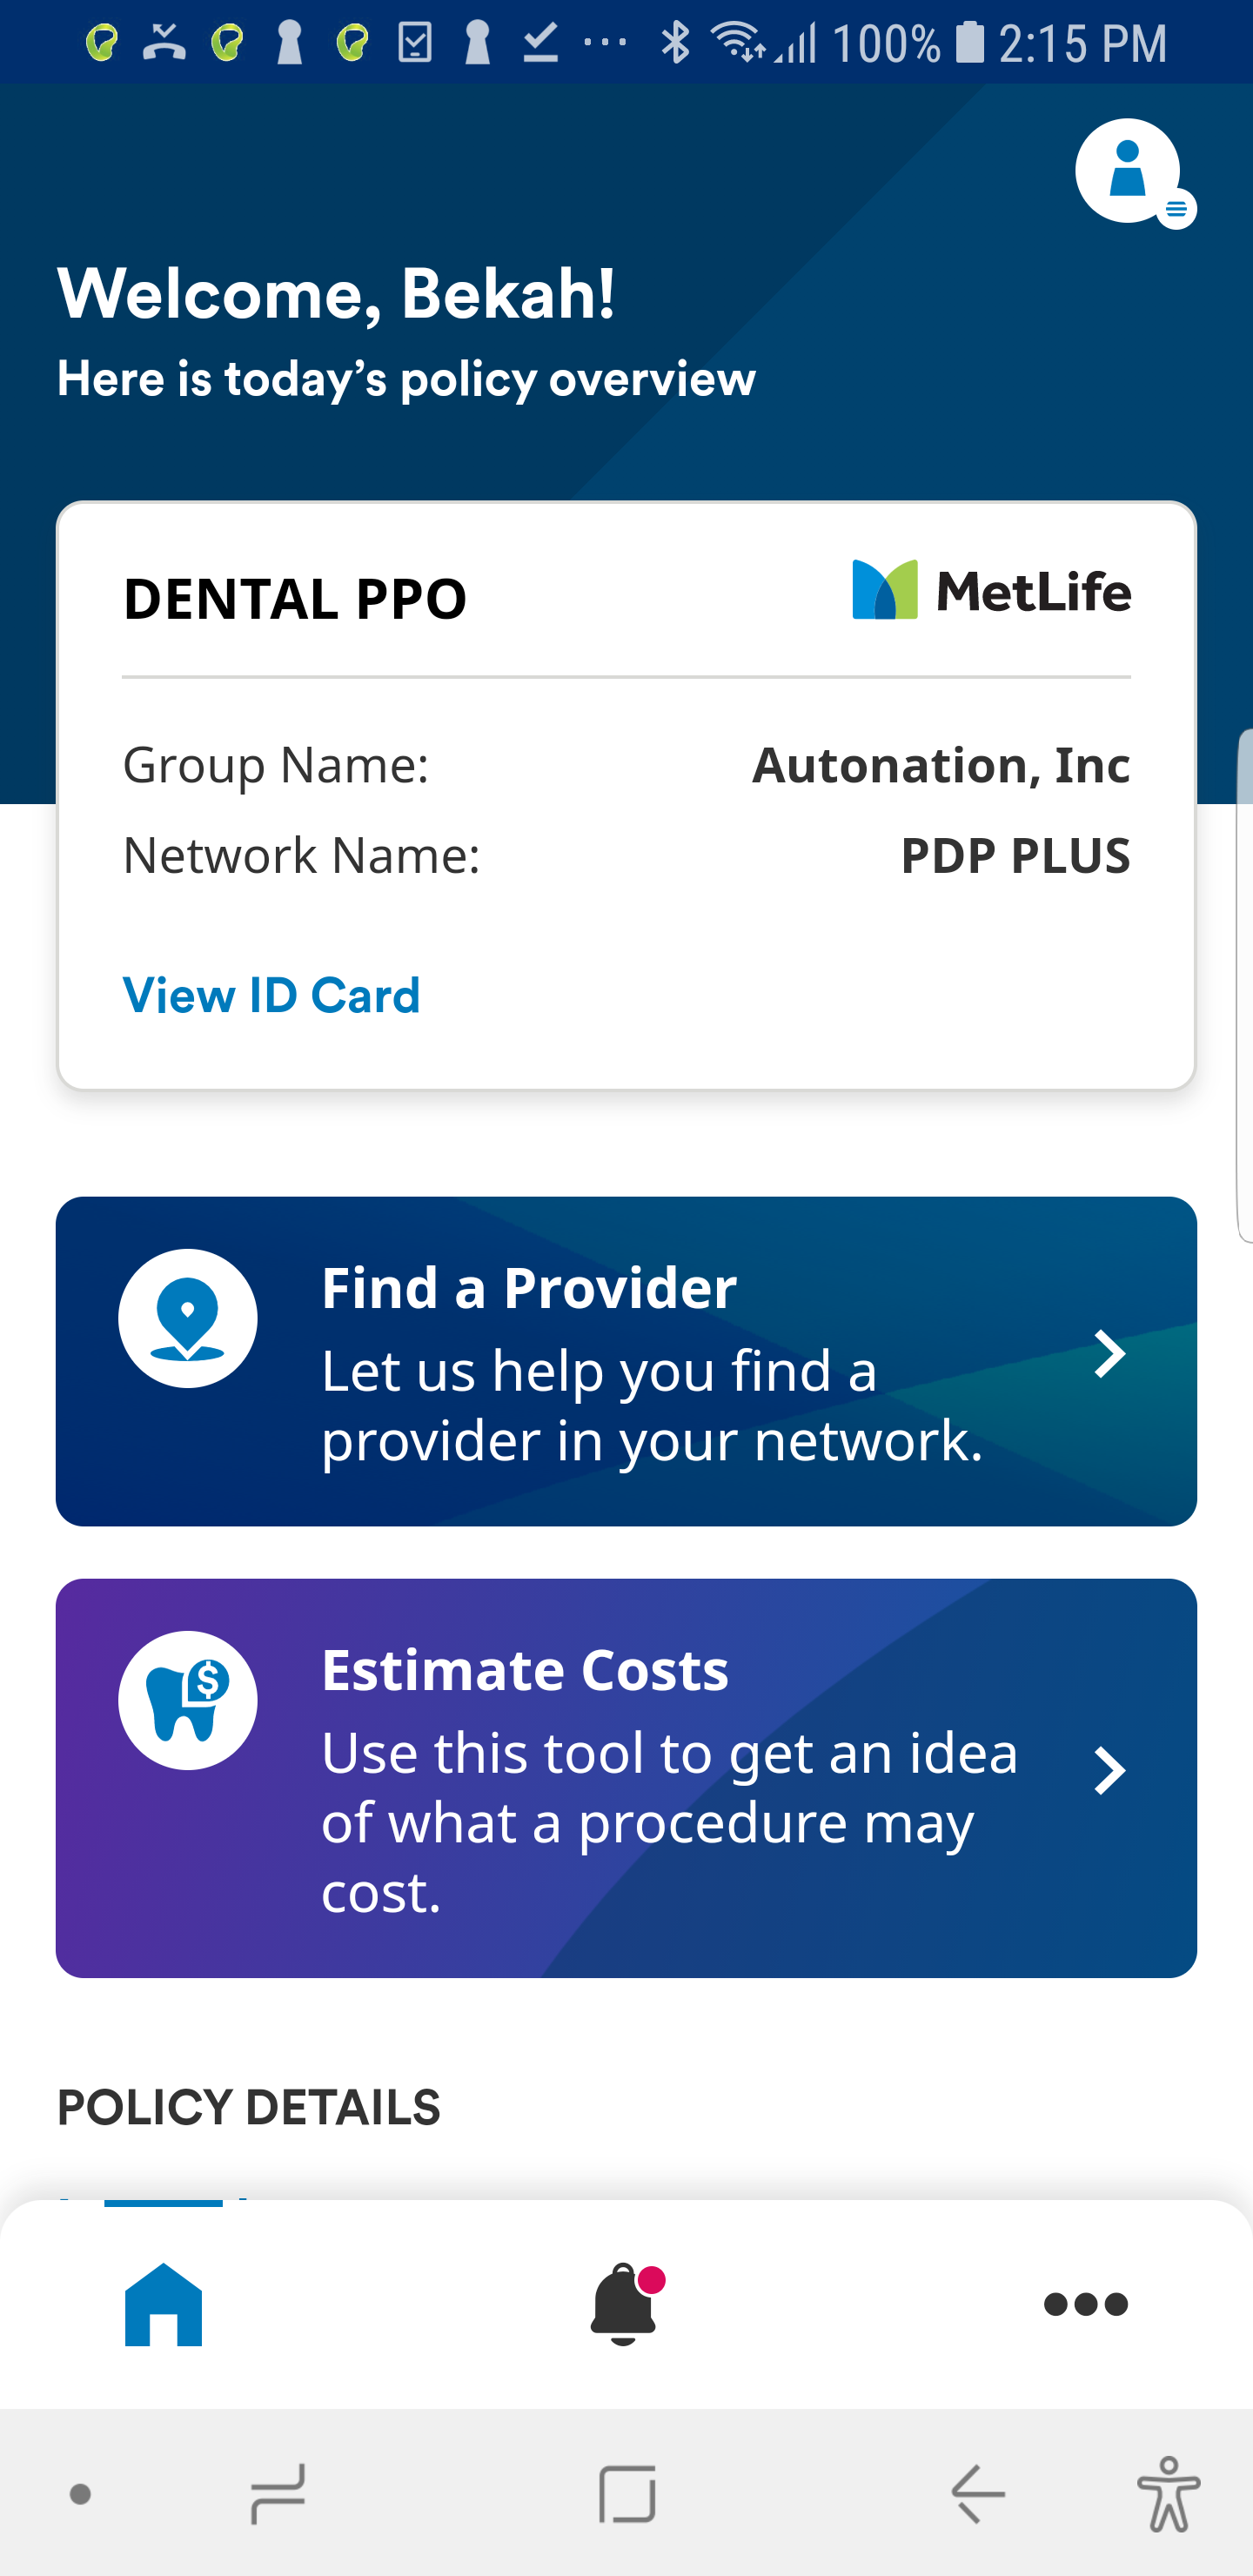 100% 2:15 PM
Welcome, Bekah!
Here is today’s policy overview
DENTAL PPO
MetLife
Group Name: Autonation, Inc
Network Name: PDP PLUS
View ID Card
Find a Provider
Let us help you find a
provider in your network.
$
Estimate Costs
Use this tool to get an idea
of what a procedure may
cost.
POLICY DETAILS